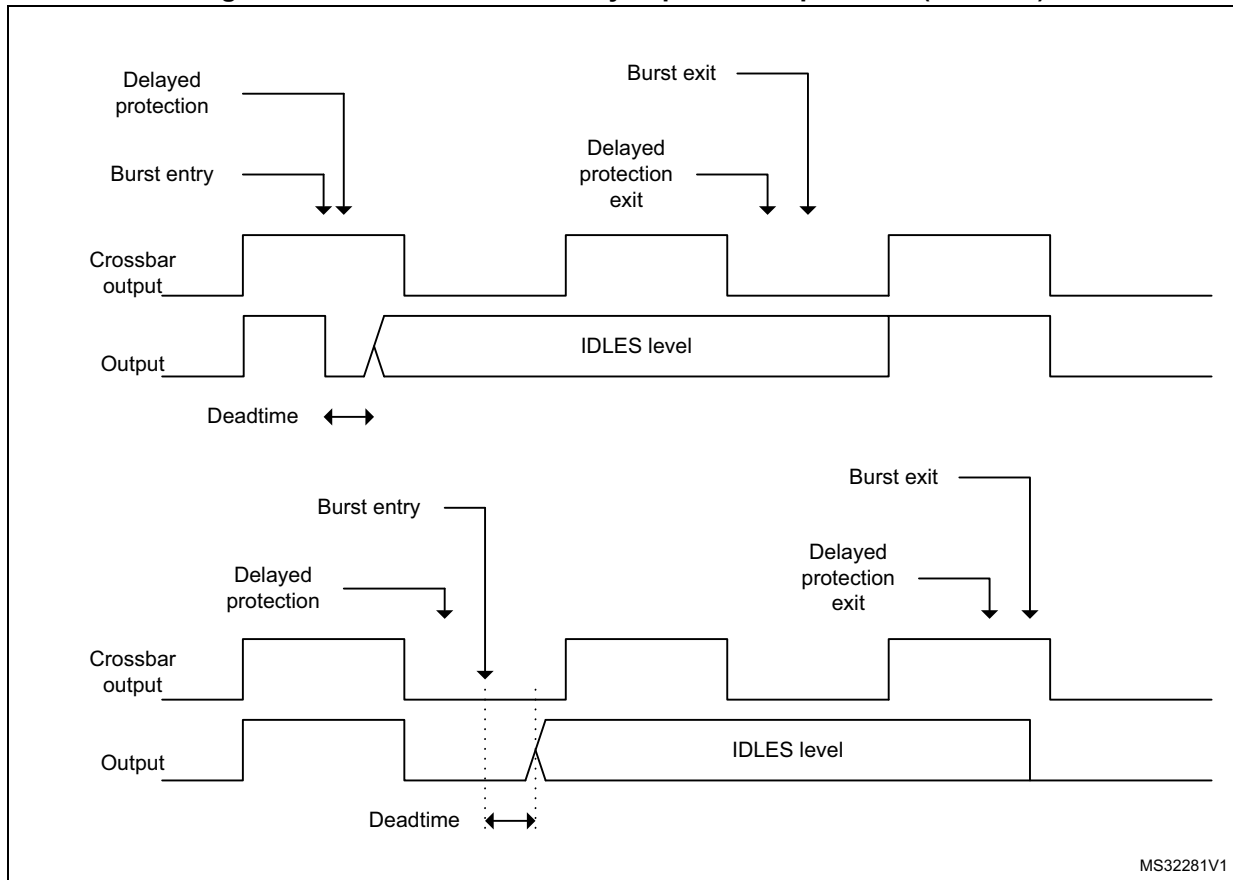 Delayed
protection
Burst exit
Delayed
protection
exit
Burst entry
Crossbar
output
Output
IDLES level
Deadtime
Burst exit
Burst entry
Delayed
protection
exit
Delayed
protection
Crossbar
output
Output
IDLES level
Deadtime
MS32281V1